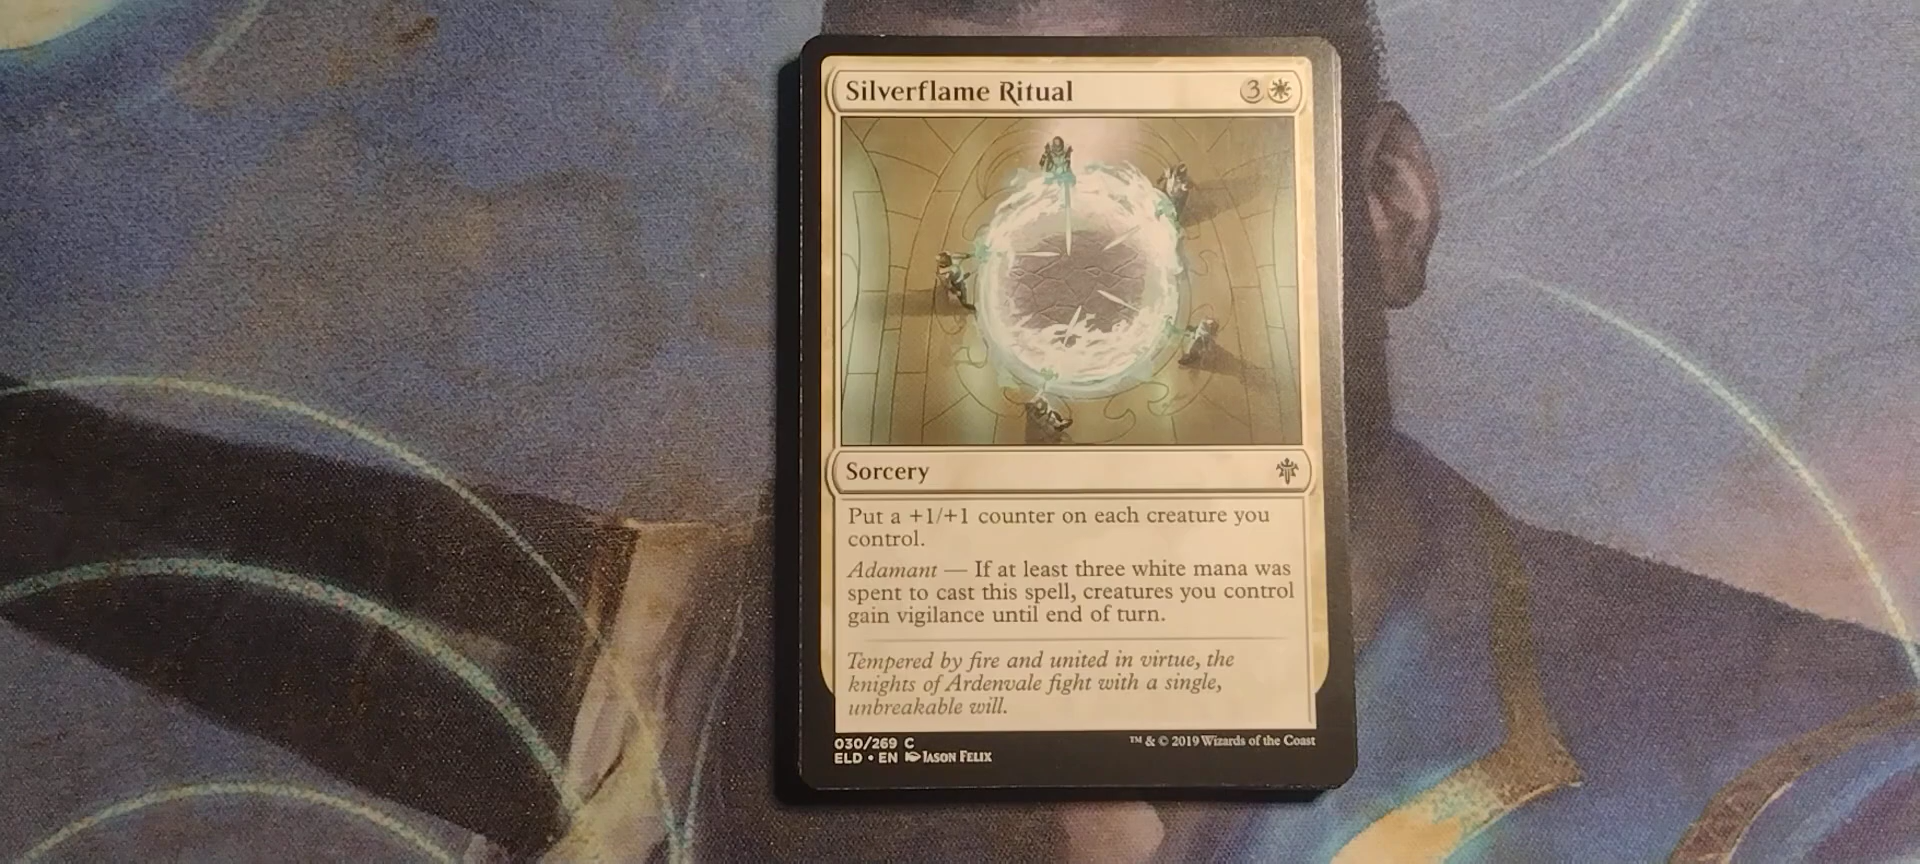 Silverflame Ritual 3
Sorcery
Put a +1/+1 counter on each creature you
control.
Adamant — If at least three white mana was
spent to cast this spell, creatures you control
gain vigilance until end of turn.
Tempered by fire and united in virtue, the
knights of Ardenvale fight with a single,
unbreakable will.
030/269 C
ELD • EN Jason Felix
™ & © 2019 Wizards of the Coast